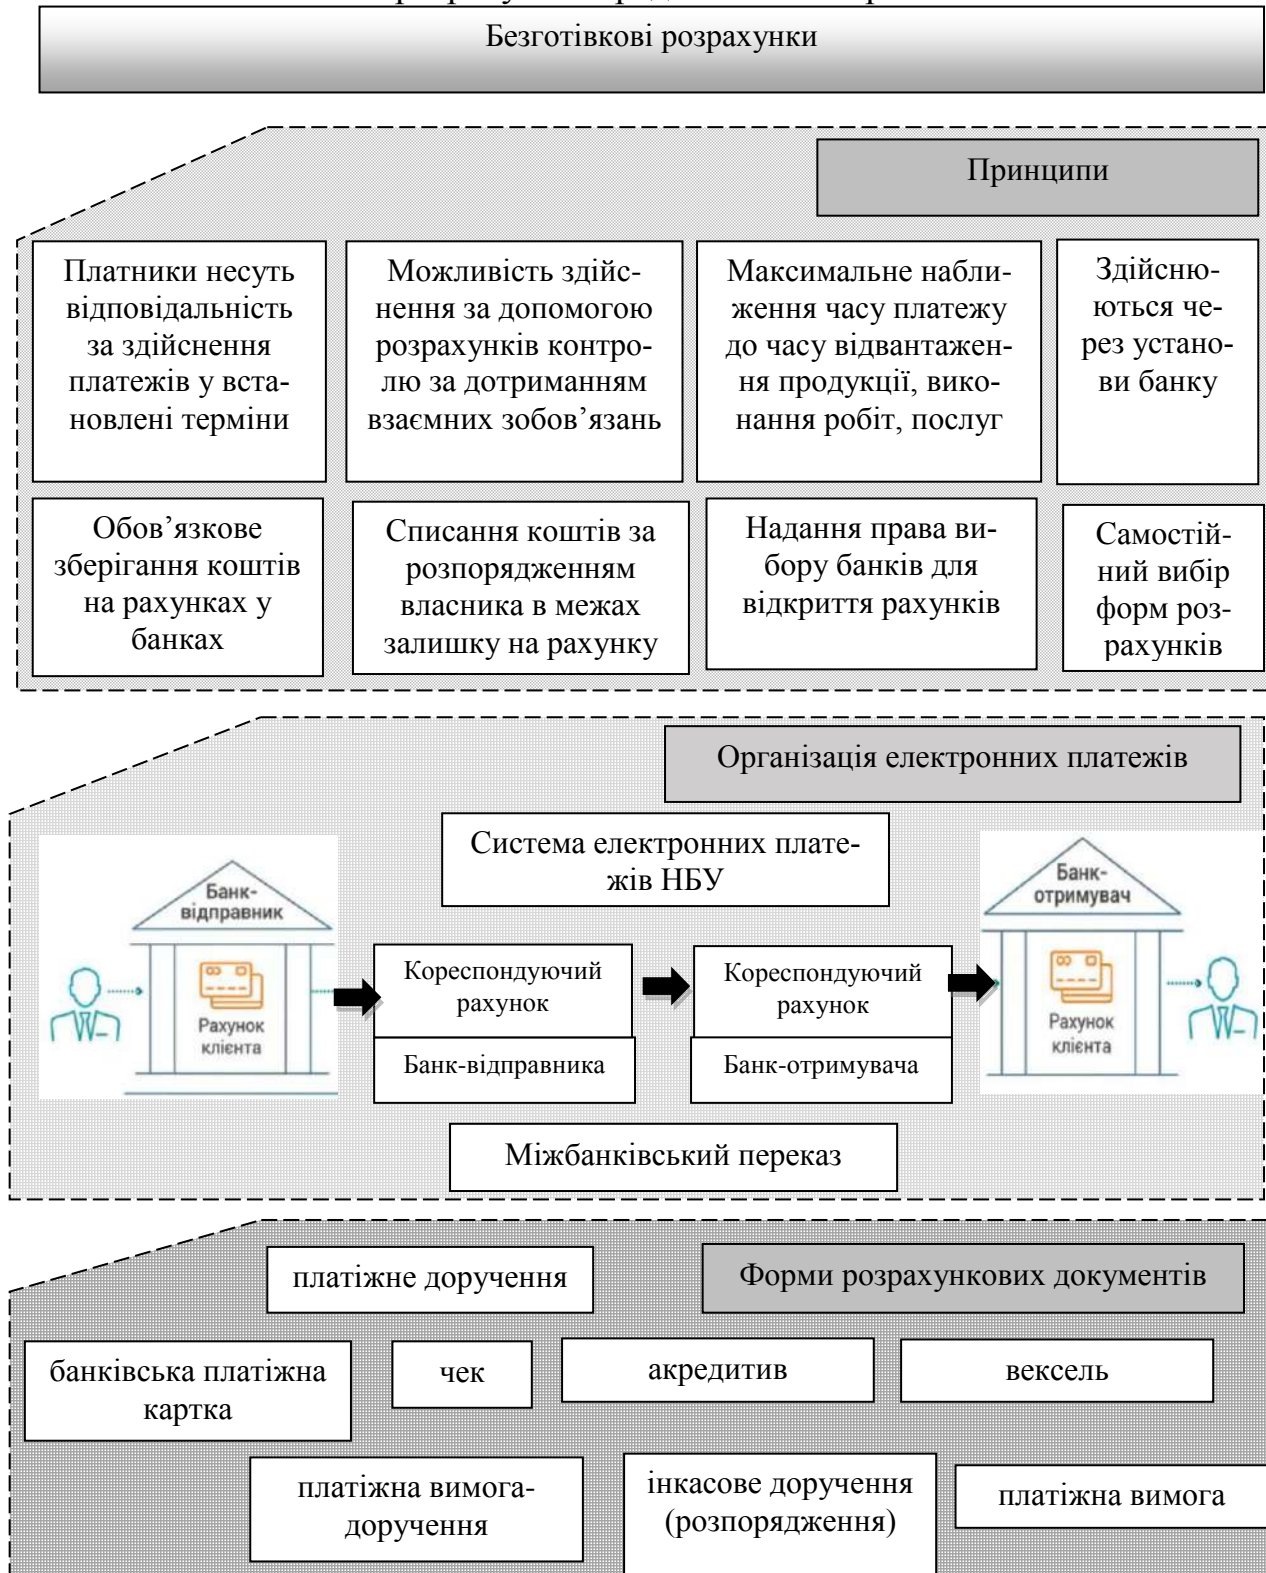 Безготівкові розрахунки
Принципи
Платники несуть
відповідальність
за здійснення
платежів у вста-
новлені терміни
Можливість здійс-
нення за допомогою
розрахунків контро-
лю за дотриманням
взаємних зобов’язань
Максимальне набли-
ження часу платежу
до часу відвантажен-
ня продукції, вико-
нання робіт, послуг
Здійсню-
ються че-
рез устано-
ви банку
Обов’язкове
зберігання коштів
на рахунках у
банках
Списання коштів за
розпорядженням
власника в межах
залишку на рахунку
Надання права ви-
бору банків для
відкриття рахунків
Самостій-
ний вибір
форм роз-
рахунків
Організація електронних платежів
Система електронних плате-
жів НБУ
Банк-
відправник
Рахунок
клієнта
Кореспондуючий
рахунок
Банк-відправника
Кореспондуючий
рахунок
Банк-отримувача
Банк-
отримувач
Рахунок
клієнта
Міжбанківський переказ
платіжне доручення
Форми розрахункових документів
банківська платіжна
картка
чек
акредитив
вексель
платіжна вимога-
доручення
інкасове доручення
(розпорядження)
платіжна вимога